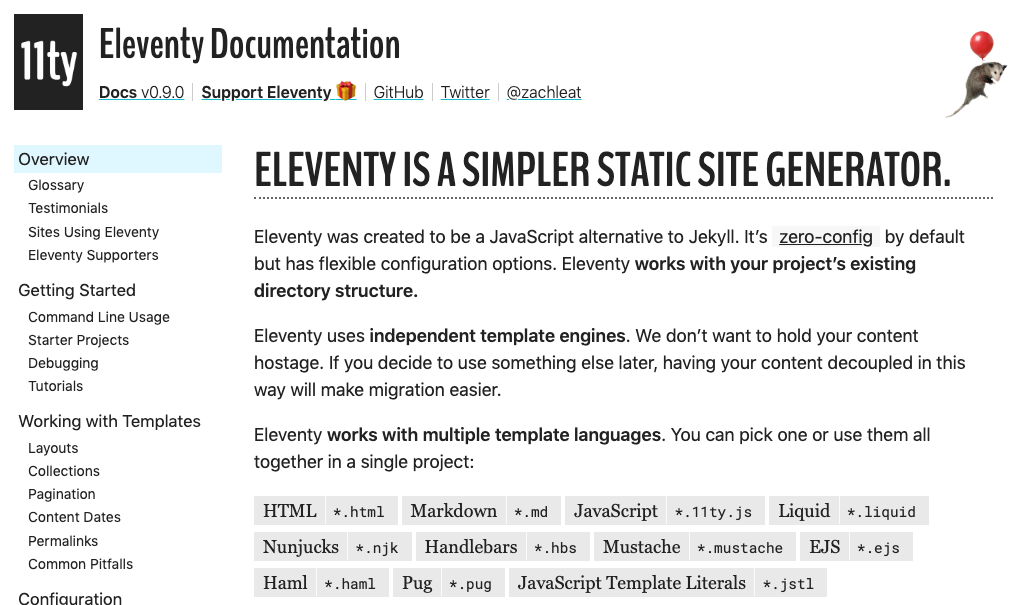 11ty
Eleventy Documentation
Docs v0.9.0 Support Eleventy 🎁 GitHub Twitter @zachleat
Overview
Glossary
Testimonials
Sites Using Eleventy
Eleventy Supporters
Getting Started
Command Line Usage
Starter Projects
Debugging
Tutorials
Working with Templates
Layouts
Collections
Pagination
Content Dates
Permalinks
Common Pitfalls
Configuration
ELEVENTY IS A SIMPLER STATIC SITE GENERATOR.
Eleventy was created to be a JavaScript alternative to Jekyll. It’s zero-config by default
but has flexible configuration options. Eleventy works with your project’s existing
directory structure.
Eleventy uses independent template engines. We don’t want to hold your content
hostage. If you decide to use something else later, having your content decoupled in this
way will make migration easier.
Eleventy works with multiple template languages. You can pick one or use them all
together in a single project:
HTML *.html Markdown *.md JavaScript *.11ty.js Liquid *.liquid
Nunjucks *.njk Handlebars *.hbs Mustache *.mustache EJS *.ejs
Haml *.haml Pug *.pug JavaScript Template Literals *.jstl